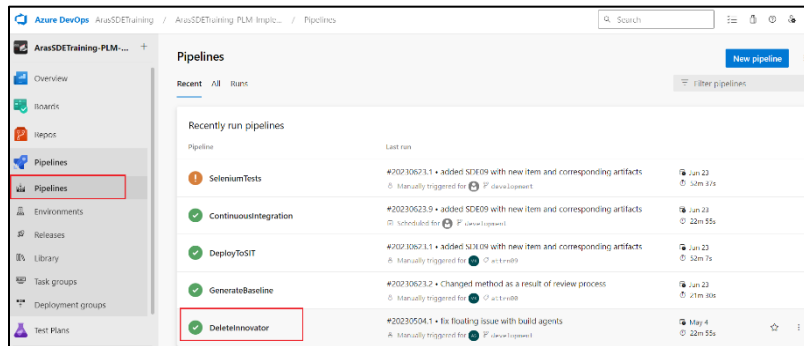 Azure DevOps ArasSDETraining / ArasSDETraining-PLM-Imple... / Pipelines Search
ArasSDETraining-PLM-... +
Overview
Boards
Repos
Pipelines
Pipelines
Environments
Releases
Library
Task groups
Deployment groups
Test Plans
Pipelines
New pipeline
Recent All Runs
Filter pipelines
Recently run pipelines
Pipeline Last run
SeleniumTests
#20230623.1 • added SDE09 with new item and corresponding artifacts
Manually triggered for development
Jun 23
52m 37s
ContinuousIntegration
#20230623.9 • added SDE09 with new item and corresponding artifacts
Scheduled for development
Jun 23
22m 55s
DeployToSIT
#20230623.1 • added SDE09 with new item and corresponding artifacts
Manually triggered for
Jun 23
52m 7s
GenerateBaseline
#20230623.2 • Changed method as a result of review process
Manually triggered for
Jun 23
21m 30s
DeleteInnovator
#20230504.1 • fix floating issue with build agents
Manually triggered for development
May 4
22m 55s